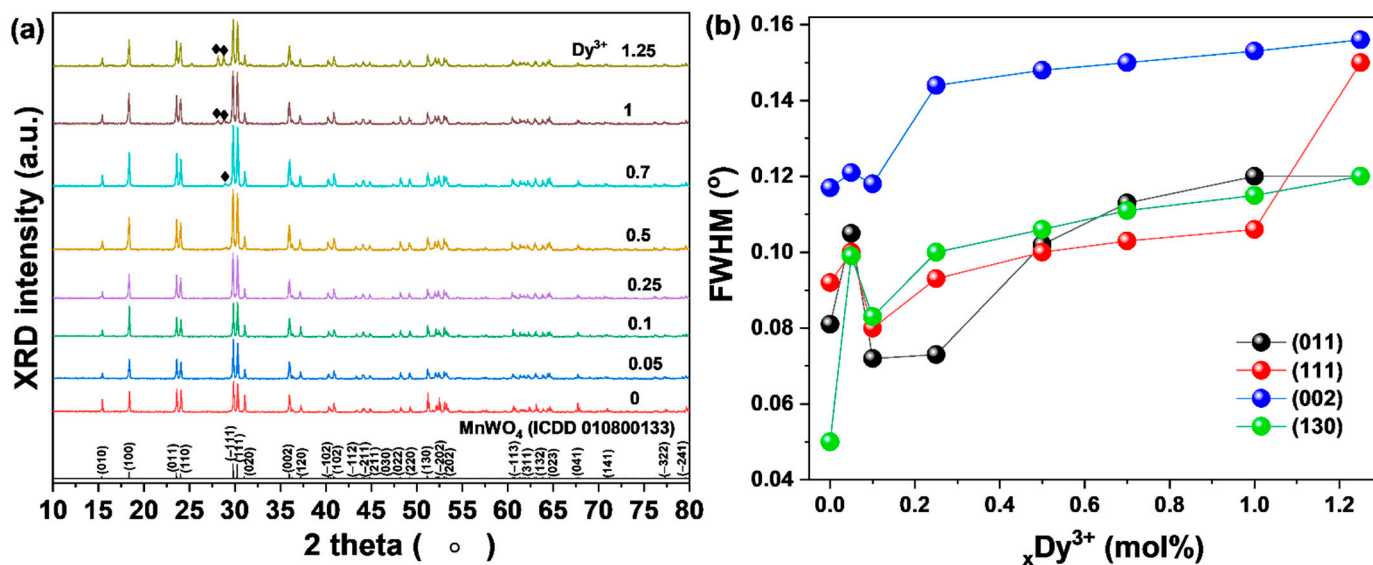 (a)
XRD intensity (a.u.)
Dy³⁺ 1.25
1
0.7
0.5
0.25
0.1
0.05
0
MnWO₄ (ICDD 010800133)
(010) (100) (011) (110) (–111) (111) (020) (002) (120) (–102) (102) (–112) (–211) (211) (030) (022) (220) (130) (–202) (202) (–113) (311) (132) (023) (041) (141) (–322) (–241)
10 15 20 25 30 35 40 45 50 55 60 65 70 75 80
2 theta ( ° )
(b)
FWHM (°)
0.16
0.14
0.12
0.10
0.08
0.06
0.04
(011)
(111)
(002)
(130)
0.0 0.2 0.4 0.6 0.8 1.0 1.2
ₓDy³⁺ (mol%)